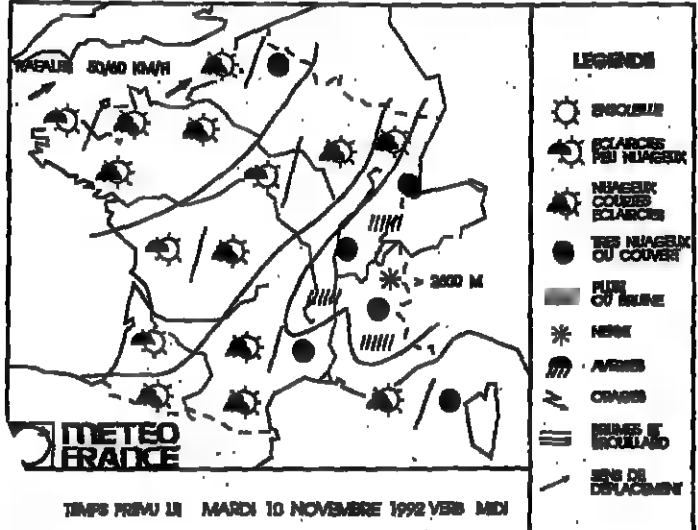 RAFALES 50/60 KM/H
> 2400 M
METEO
FRANCE
LEGENDE
ENSOLEILLE
ECLAIRCIES
PEU NUAGEUX
NUAGEUX
COURTES
ECLAIRCIES
TRES NUAGEUX
OU COUVERT
PLUIE
OU BRUINE
NEIGE
AVERSES
ORAGES
BRUMES ET
BROUILLARD
SENS DE
DEPLACEMENT
TEMPS PREVU LE MARDI 10 NOVEMBRE 1992 VERS MIDI